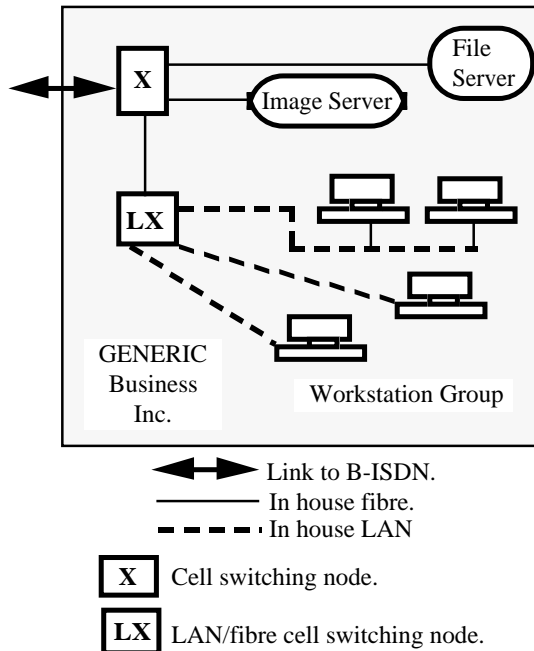 File
Server
X
Image Server
LX
GENERIC
Business
Inc.
Workstation Group
Link to B-ISDN.
In house fibre.
In house LAN
X Cell switching node.
LX LAN/fibre cell switching node.